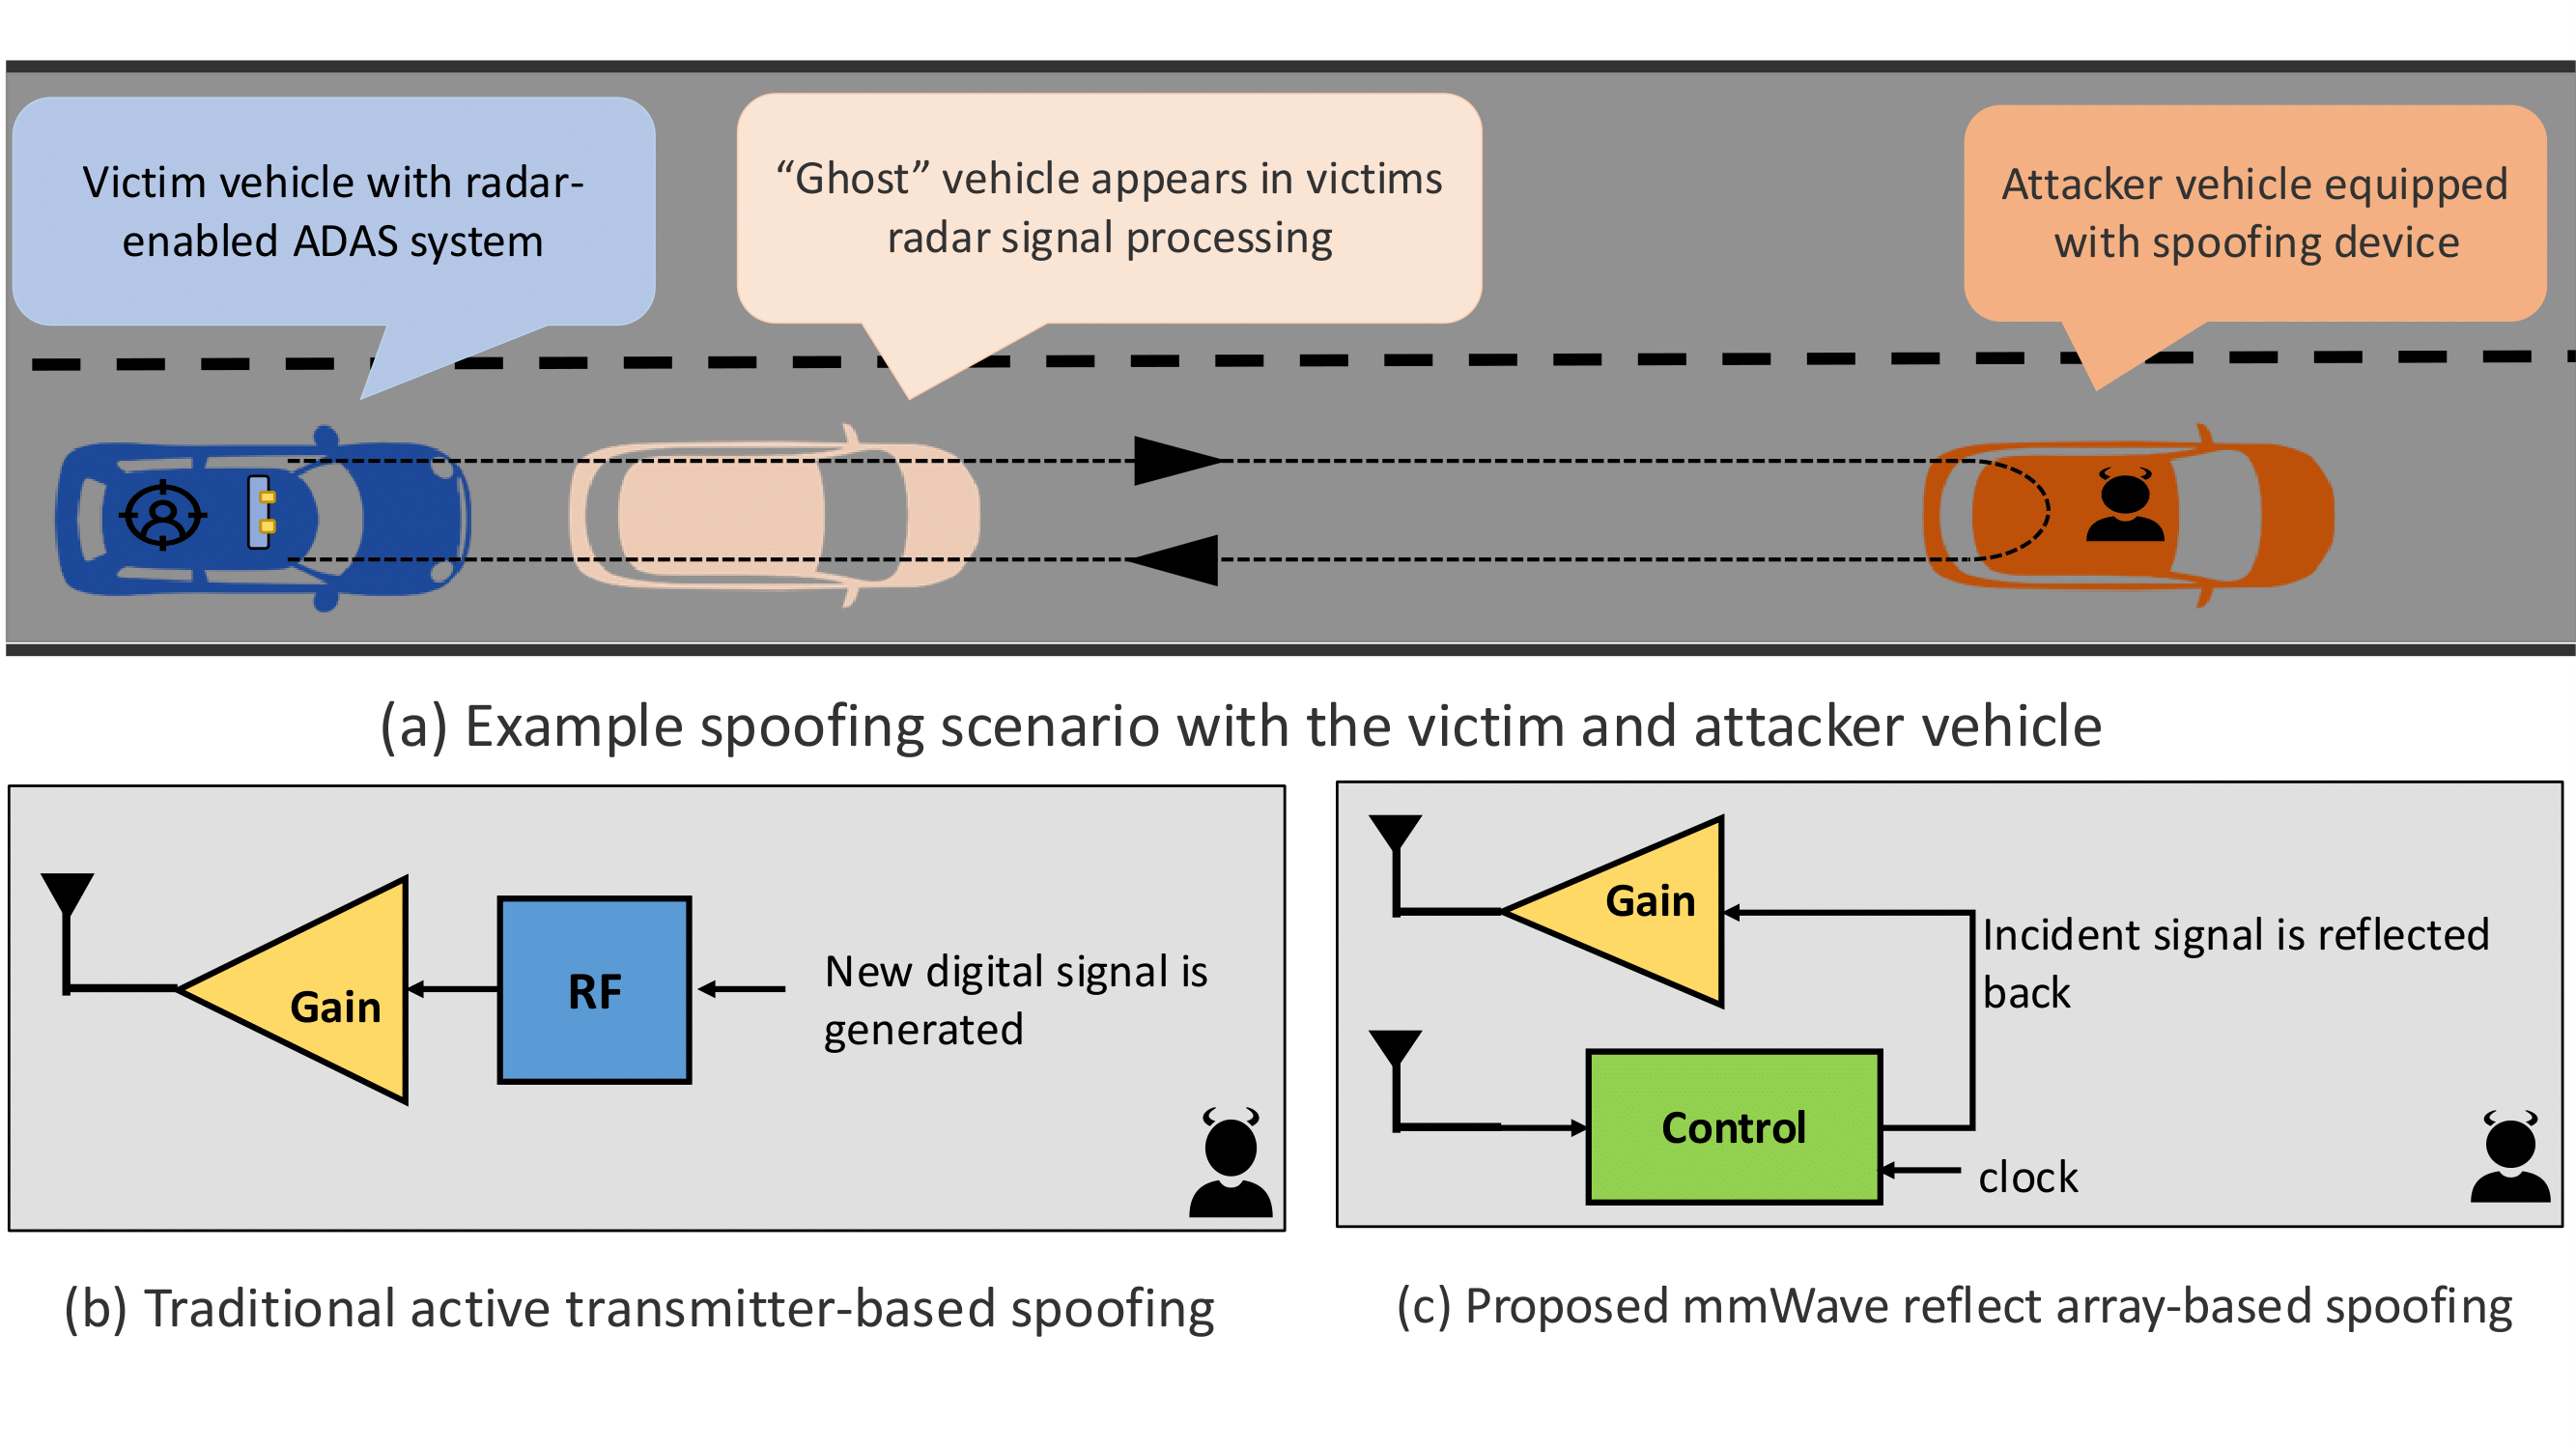 Victim vehicle with radar-
enabled ADAS system
“Ghost” vehicle appears in victims
radar signal processing
Attacker vehicle equipped
with spoofing device
(a) Example spoofing scenario with the victim and attacker vehicle
Gain
RF
New digital signal is
generated
(b) Traditional active transmitter-based spoofing
Gain
Incident signal is reflected
back
Control
clock
(c) Proposed mmWave reflect array-based spoofing